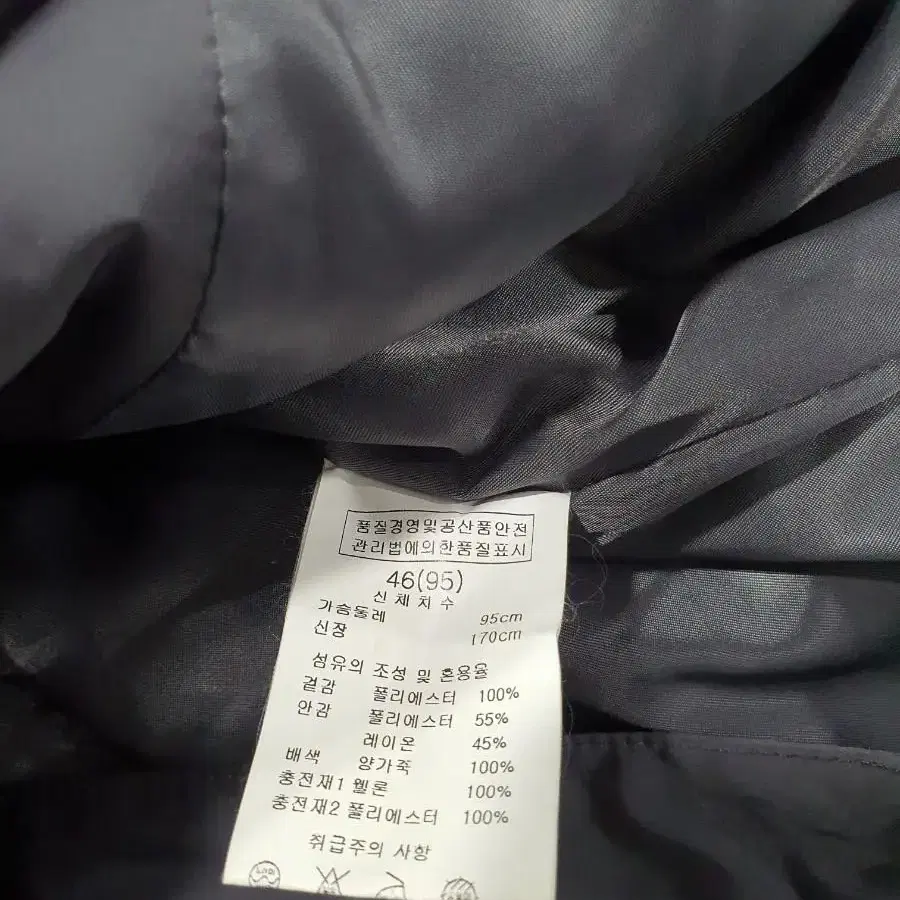 품질경영및공산품안전
관리법에의한품질표시
46(95)
신체치수
가슴둘레 95cm
신장 170cm
섬유의 조성 및 혼용율
겉감 폴리에스터 100%
안감 폴리에스터 55%
레이온 45%
배색 양가죽 100%
충전재1 웰론 100%
충전재2 폴리에스터 100%
취급주의 사항